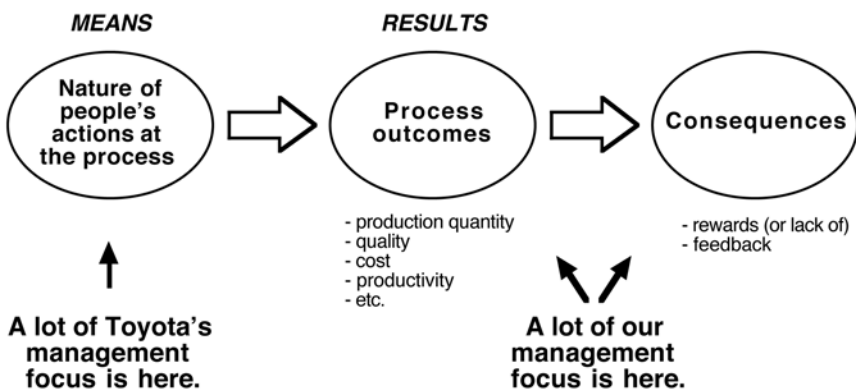 MEANS
RESULTS
Nature of
people's
actions at
the process
Process
outcomes
Consequences
- production quantity
- quality
- cost
- productivity
- etc.
- rewards (or lack of)
- feedback
A lot of Toyota's
management
focus is here.
A lot of our
management
focus is here.